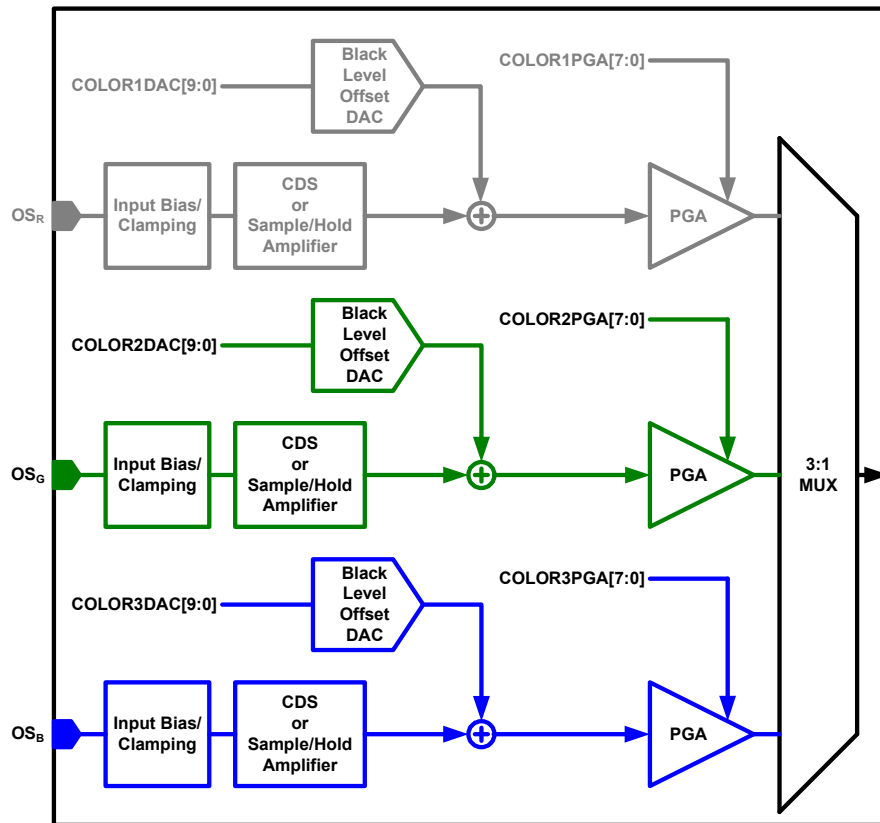 Black
Level
Offset
DAC
COLOR1DAC[9:0]
COLOR1PGA[7:0]
OSR
Input Bias/
Clamping
CDS
or
Sample/Hold
Amplifier
PGA
Black
Level
Offset
DAC
COLOR2DAC[9:0]
COLOR2PGA[7:0]
OSG
Input Bias/
Clamping
CDS
or
Sample/Hold
Amplifier
PGA
3:1
MUX
Black
Level
Offset
DAC
COLOR3DAC[9:0]
COLOR3PGA[7:0]
OSB
Input Bias/
Clamping
CDS
or
Sample/Hold
Amplifier
PGA